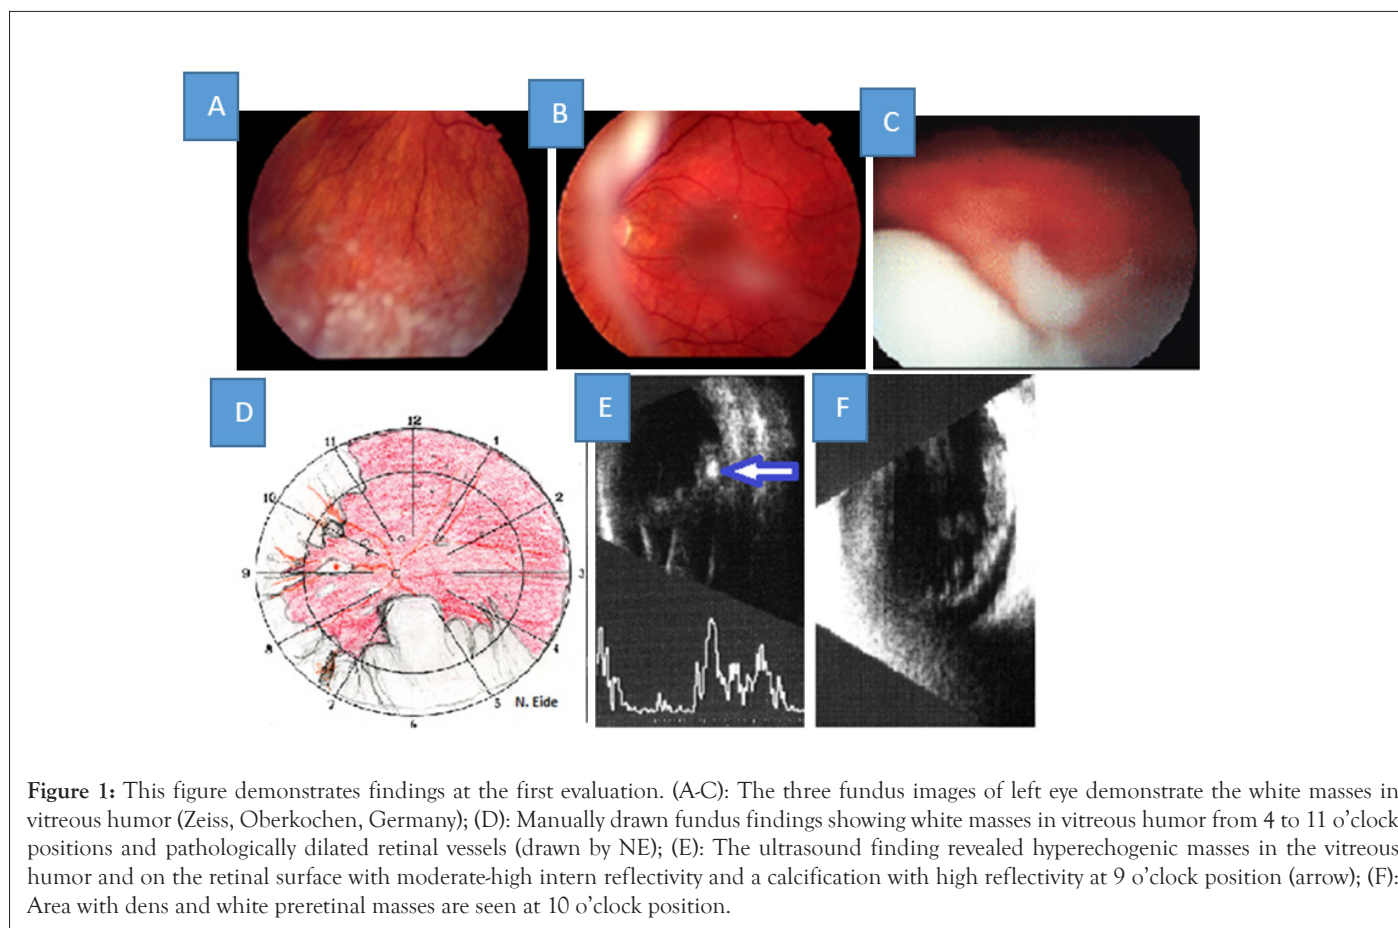 A
B
C
D
E
F
12
11
1
10
2
9
3
8
4
7
5
6
N. Eide
Figure 1: This figure demonstrates findings at the first evaluation. (A-C): The three fundus images of left eye demonstrate the white masses in
vitreous humor (Zeiss, Oberkochen, Germany); (D): Manually drawn fundus findings showing white masses in vitreous humor from 4 to 11 o'clock
positions and pathologically dilated retinal vessels (drawn by NE); (E): The ultrasound finding revealed hyperechogenic masses in the vitreous
humor and on the retinal surface with moderate-high intern reflectivity and a calcification with high reflectivity at 9 o'clock position (arrow); (F):
Area with dens and white preretinal masses are seen at 10 o'clock position.